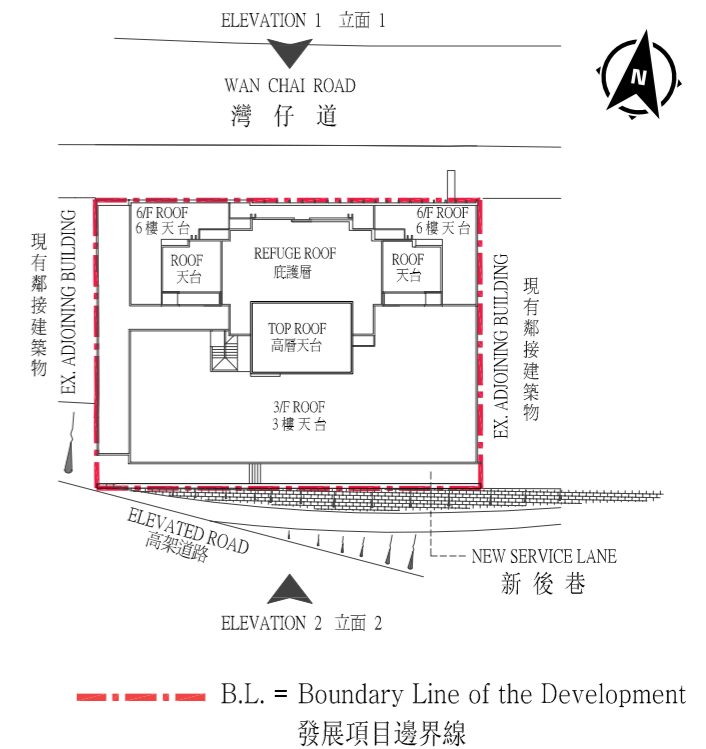 ELEVATION 1 立面 1
N
WAN CHAI ROAD
灣仔道
6/F ROOF
6樓天台
6/F ROOF
6樓天台
REFUGE ROOF
庇護層
ROOF
天台
ROOF
天台
現有鄰接建築物
EX. ADJOINING BUILDING
EX. ADJOINING BUILDING
現有鄰接建築物
TOP ROOF
高層天台
3/F ROOF
3樓天台
ELEVATED ROAD
高架道路
NEW SERVICE LANE
新後巷
ELEVATION 2 立面 2
B.L. = Boundary Line of the Development
發展項目邊界線